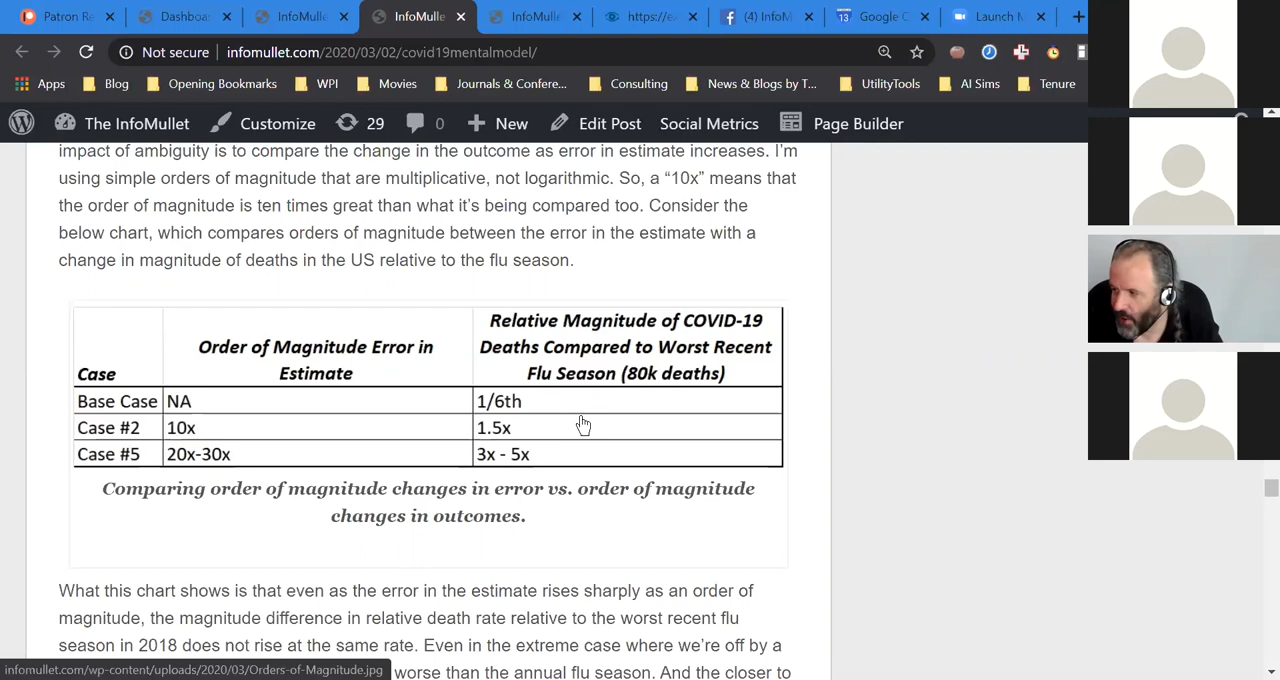 Patron Re
Dashboa
InfoMulle
InfoMulle
InfoMulle
https://e
(4) InfoM
13
Google C
Launch M
Not secure
infomullet.com/2020/03/02/covid19mentalmodel/
Apps
Blog
Opening Bookmarks
WPI
Movies
Journals & Confere...
Consulting
News & Blogs by T...
UtilityTools
AI Sims
Tenure
The InfoMullet
Customize
29
0
New
Edit Post
Social Metrics
Page Builder
impact of ambiguity is to compare the change in the outcome as error in estimate increases. I'm
using simple orders of magnitude that are multiplicative, not logarithmic. So, a “10x” means that
the order of magnitude is ten times great than what it's being compared too. Consider the
below chart, which compares orders of magnitude between the error in the estimate with a
change in magnitude of deaths in the US relative to the flu season.
Case
Order of Magnitude Error in
Estimate
Relative Magnitude of COVID-19
Deaths Compared to Worst Recent
Flu Season (80k deaths)
Base Case NA 1/6th
Case #2 10x 1.5x
Case #5 20x-30x 3x - 5x
Comparing order of magnitude changes in error vs. order of magnitude
changes in outcomes.
What this chart shows is that even as the error in the estimate rises sharply as an order of
magnitude, the magnitude difference in relative death rate relative to the worst recent flu
season in 2018 does not rise at the same rate. Even in the extreme case where we're off by a
worse than the annual flu season. And the closer to
infomullet.com/wp-content/uploads/2020/03/Orders-of-Magnitude.jpg